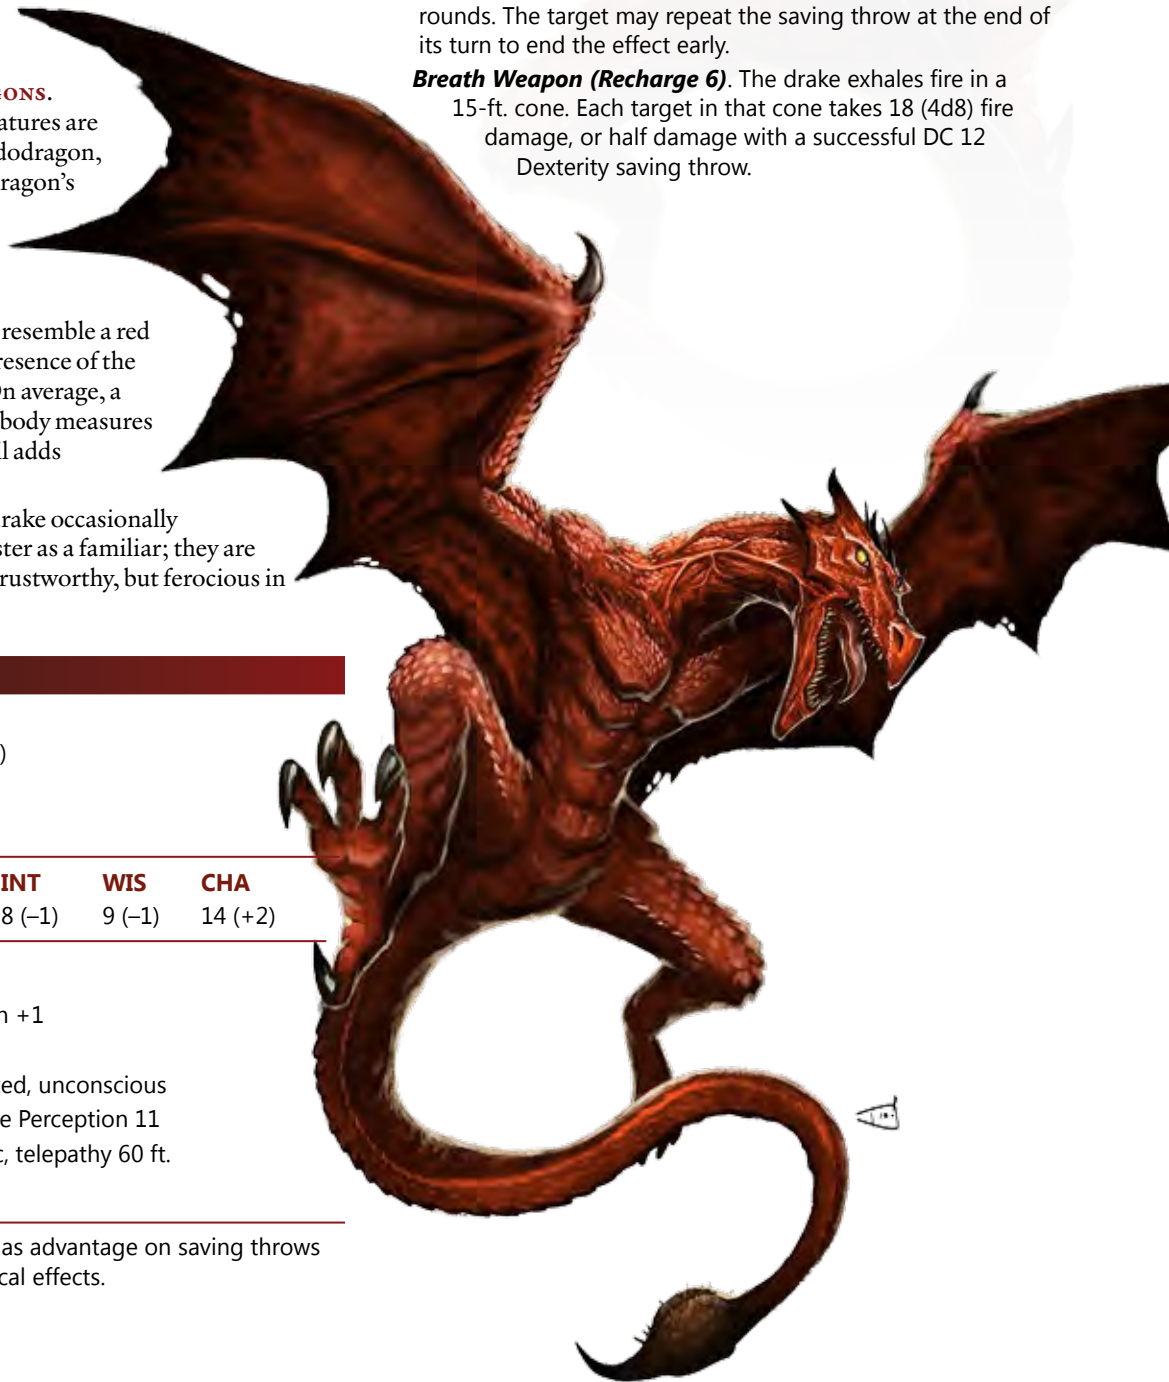 ONS.
atures are
dodragon,
ragon’s
resemble a red
resence of the
n average, a
body measures
l adds
rake occasionally
ster as a familiar; they are
rustworthy, but ferocious in
)
INT WIS CHA
8 (–1) 9 (–1) 14 (+2)
n +1
ed, unconscious
e Perception 11
c, telepathy 60 ft.
as advantage on saving throws
cal effects.
rounds. The target may repeat the saving throw at the end of
its turn to end the effect early.
Breath Weapon (Recharge 6). The drake exhales fire in a
15-ft. cone. Each target in that cone takes 18 (4d8) fire
damage, or half damage with a successful DC 12
Dexterity saving throw.